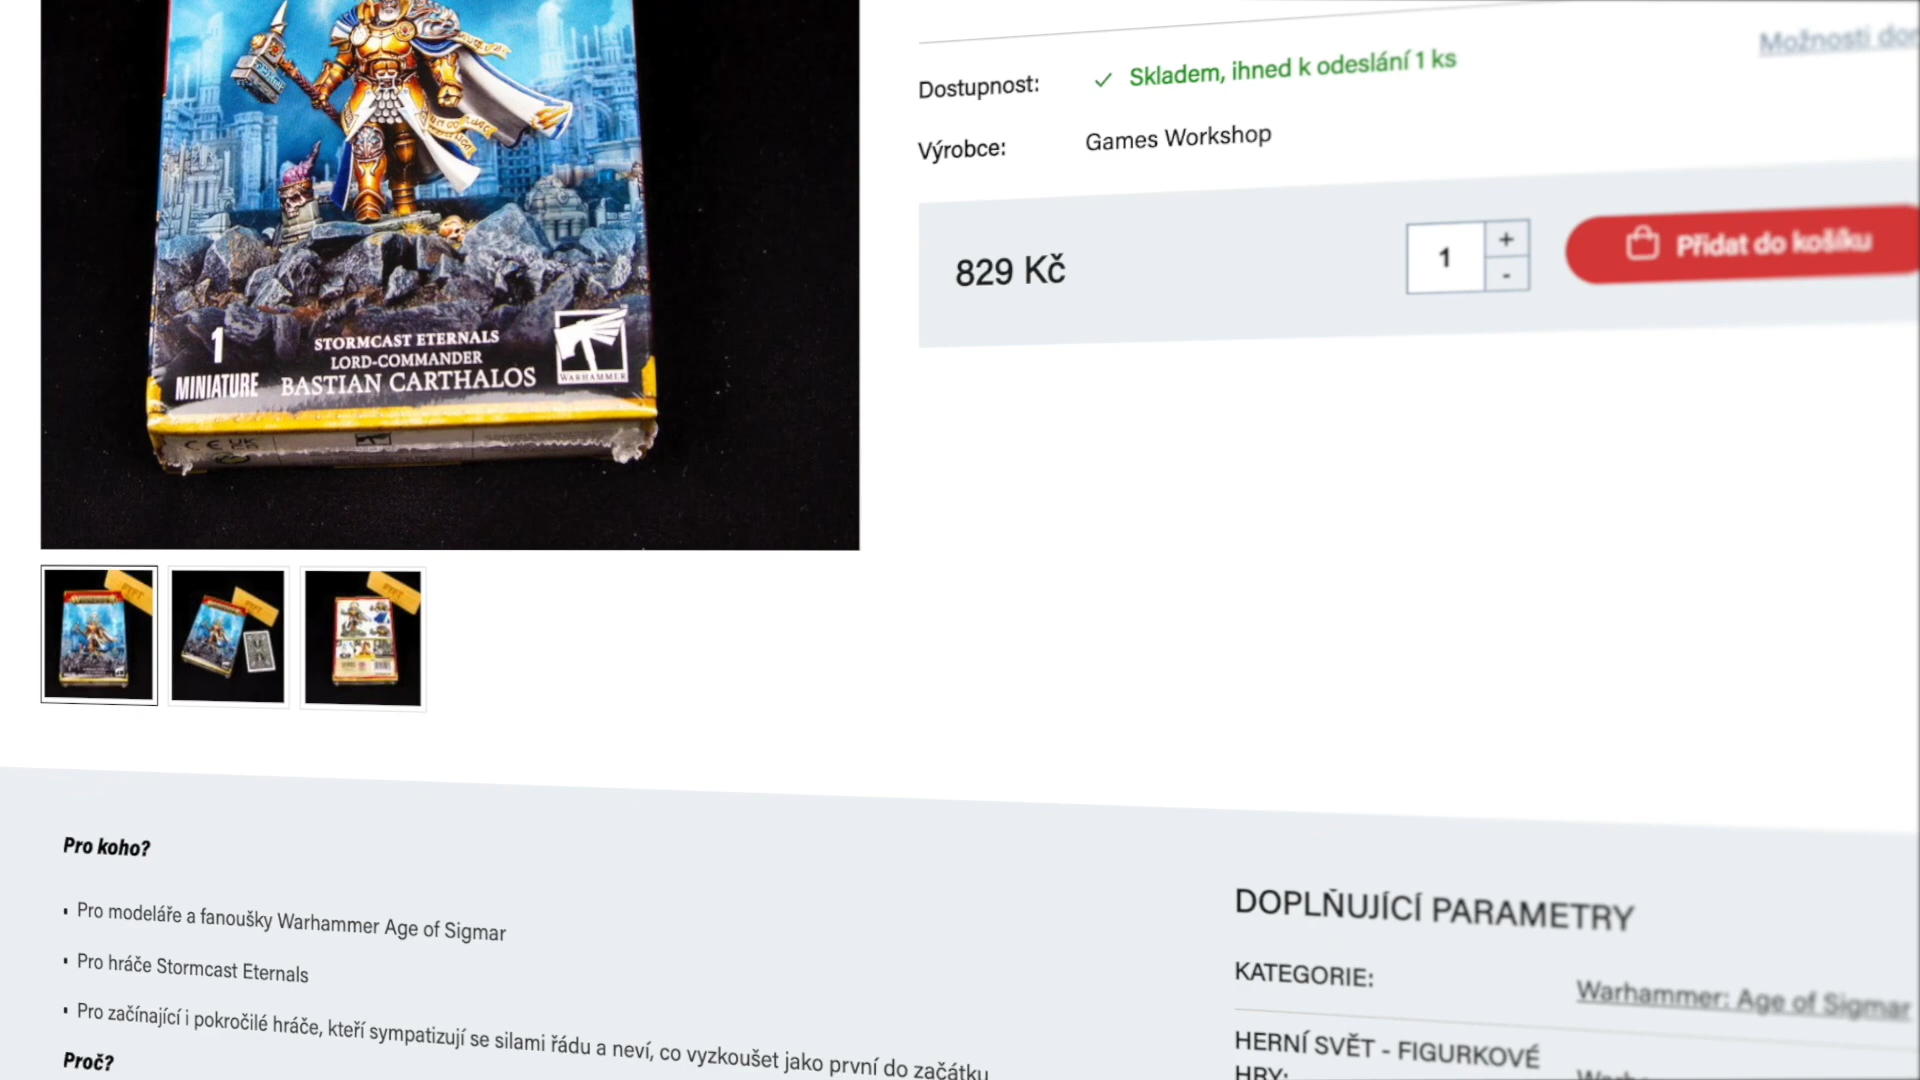 Dostupnost:
Skladem, ihned k odeslání 1 ks
Výrobce:
Games Workshop
829 Kč
1
+
-
Přidat do košíku
Možnosti
1
MINIATURE
STORMCAST ETERNALS
LORD-COMMANDER
BASTIAN CARTHALOS
WARHAMMER
Pro koho?
▪ Pro modeláře a fanoušky Warhammer Age of Sigmar
▪ Pro hráče Stormcast Eternals
▪ Pro začínající i pokročilé hráče, kteří sympatizují se silami řádu a neví, co vyzkoušet jako první do začátku
Proč?
DOPLŇUJÍCÍ PARAMETRY
KATEGORIE:
Warhammer: Age of Sigmar
HERNÍ SVĚT - FIGURKOVÉ
HRY: